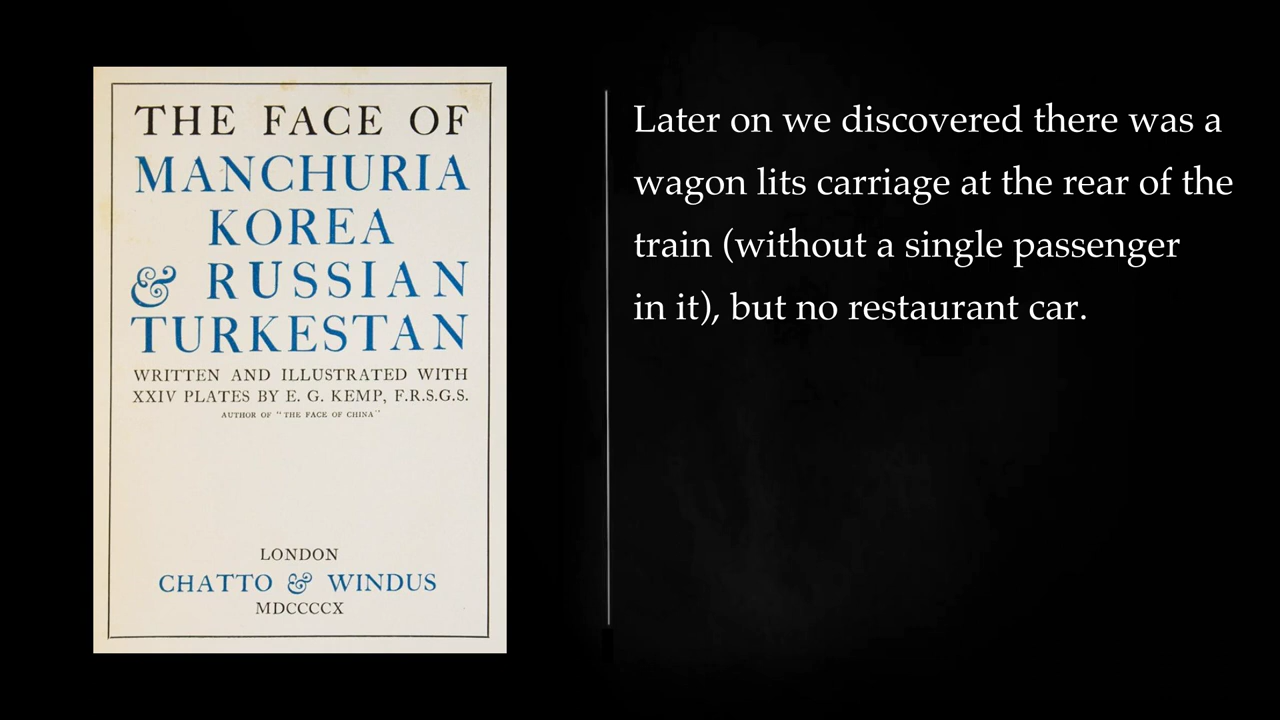 THE FACE OF
MANCHURIA
KOREA
& RUSSIAN
TURKESTAN
WRITTEN AND ILLUSTRATED WITH
XXIV PLATES BY E. G. KEMP, F.R.S.G.S.
AUTHOR OF "THE FACE OF CHINA"
LONDON
CHATTO & WINDUS
MDCCCCX
Later on we discovered there was a
wagon lits carriage at the rear of the
train (without a single passenger
in it), but no restaurant car.